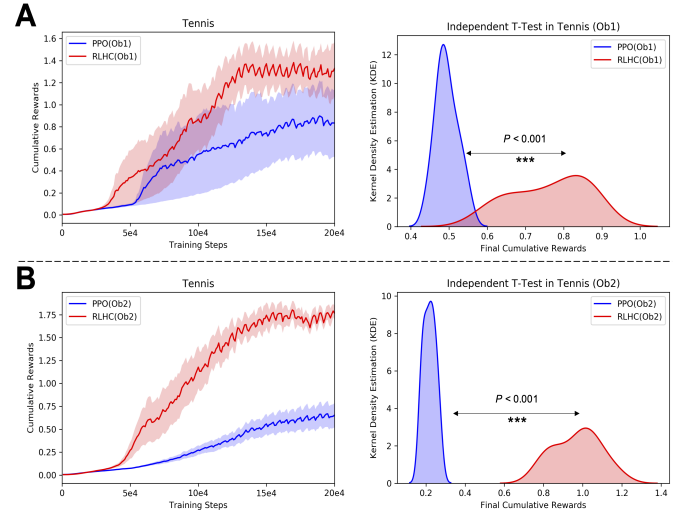 A
Tennis
PPO(Ob1)
RLHC(Ob1)
Cumulative Rewards
1.6
1.4
1.2
1.0
0.8
0.6
0.4
0.2
0.0
0
5e4
10e4
15e4
20e4
Training Steps
Independent T-Test in Tennis (Ob1)
PPO(Ob1)
RLHC(Ob1)
Kernel Density Estimation (KDE)
12
10
8
6
4
2
0
P < 0.001
***
0.4
0.5
0.6
0.7
0.8
0.9
1.0
Final Cumulative Rewards
B
Tennis
PPO(Ob2)
RLHC(Ob2)
Cumulative Rewards
1.75
1.50
1.25
1.00
0.75
0.50
0.25
0.00
0
5e4
10e4
15e4
20e4
Training Steps
Independent T-Test in Tennis (Ob2)
PPO(Ob2)
RLHC(Ob2)
Kernel Density Estimation (KDE)
10
8
6
4
2
0
P < 0.001
***
0.2
0.4
0.6
0.8
1.0
1.2
1.4
Final Cumulative Rewards